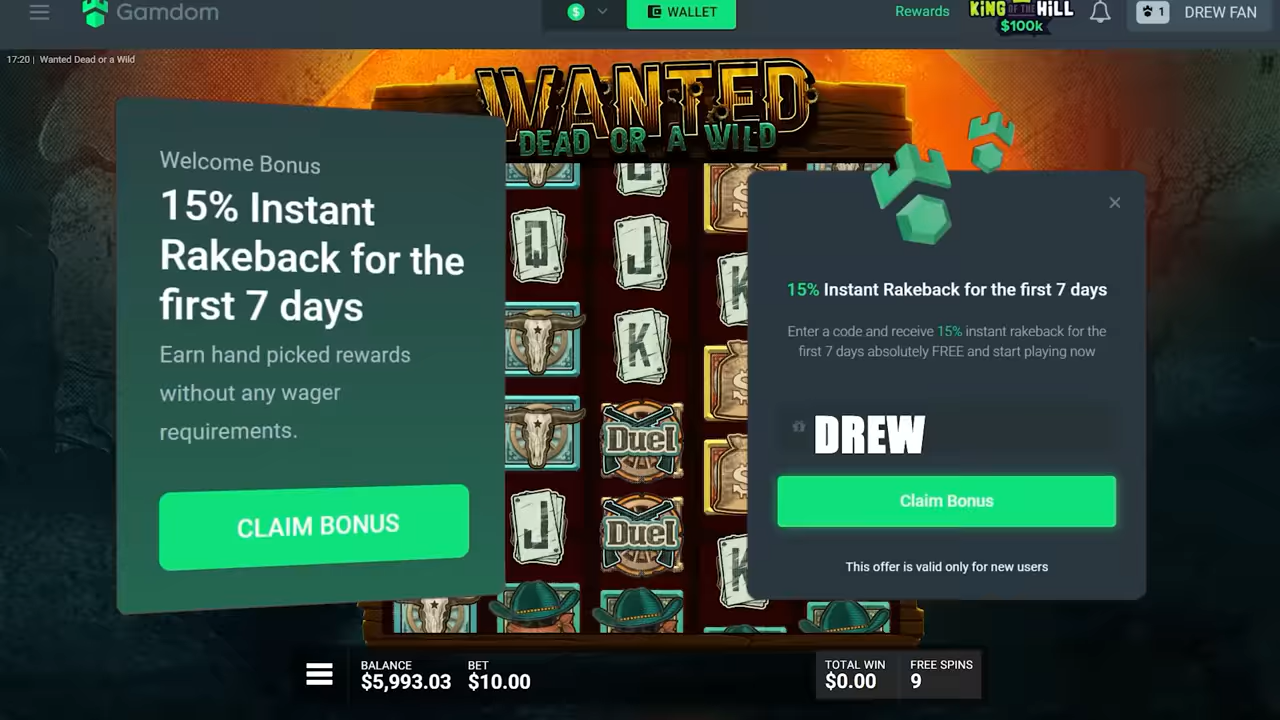 Gamdom
WALLET
Rewards
KING OF THE HILL
$100k
1
DREW FAN
17:20 | Wanted Dead or a Wild
WANTED
DEAD OR A WILD
Welcome Bonus
15% Instant
Rakeback for the
first 7 days
Earn hand picked rewards
without any wager
requirements.
CLAIM BONUS
Q
J
K
J
K
Duel
Duel
K
15% Instant Rakeback for the first 7 days
Enter a code and receive 15% instant rakeback for the
first 7 days absolutely FREE and start playing now
DREW
Claim Bonus
This offer is valid only for new users
BALANCE
$5,993.03
BET
$10.00
TOTAL WIN
$0.00
FREE SPINS
9